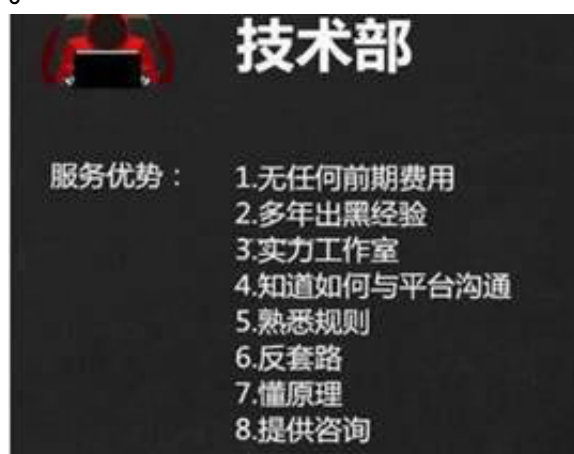 技术部
服务优势：
1.无任何前期费用
2.多年出黑经验
3.实力工作室
4.知道如何与平台沟通
5.熟悉规则
6.反套路
7.懂原理
8.提供咨询